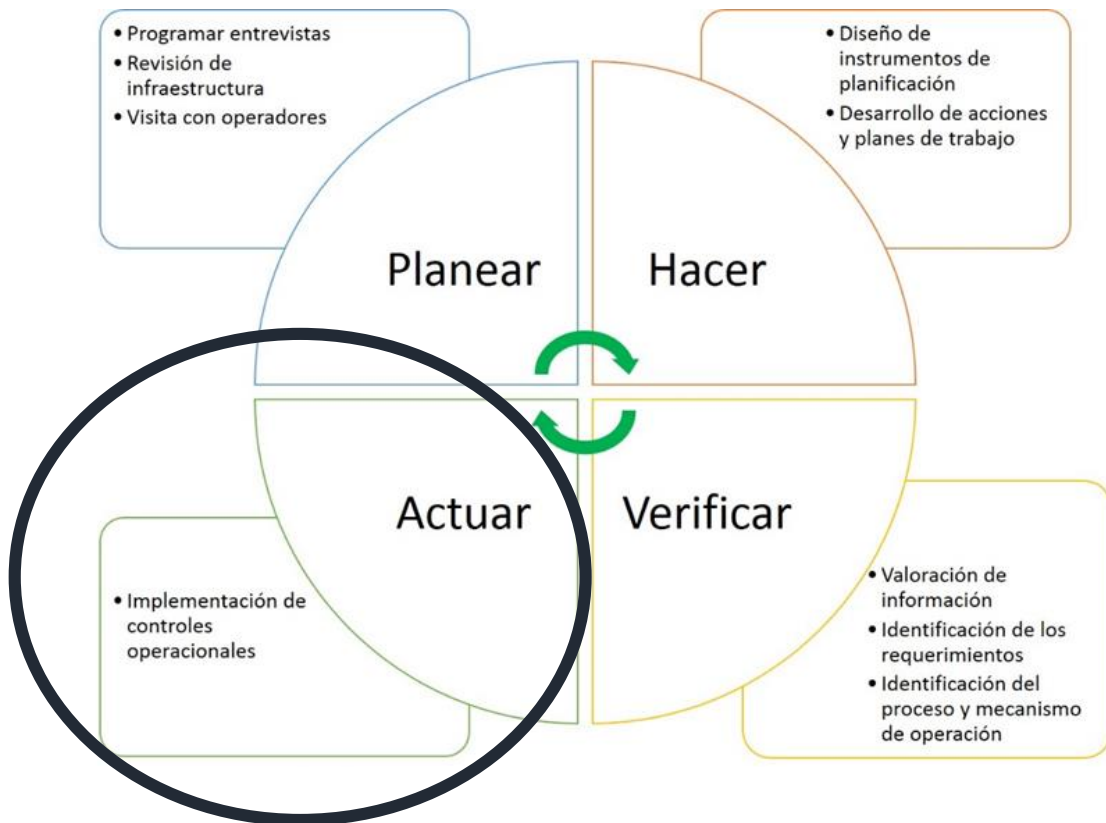 • Programar entrevistas
• Revisión de
infraestructura
• Visita con operadores
• Diseño de
instrumentos de
planificación
• Desarrollo de acciones
y planes de trabajo
Planear
Hacer
Actuar
Verificar
• Implementación de
controles
operacionales
• Valoración de
información
• Identificación de los
requerimientos
• Identificación del
proceso y mecanismo
de operación